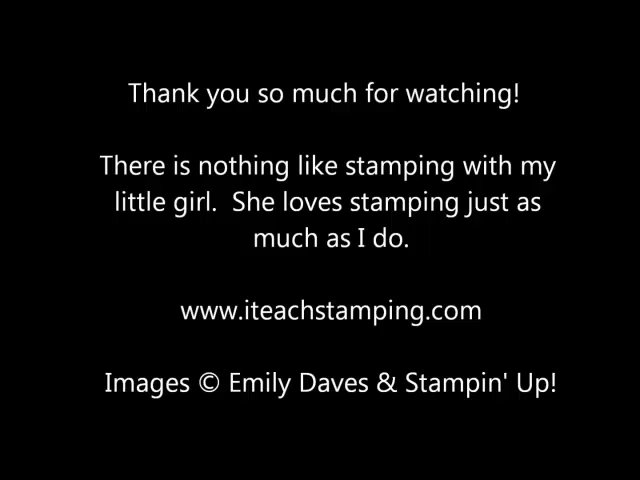 Thank you so much for watching!
There is nothing like stamping with my
little girl.  She loves stamping just as
much as I do.
www.iteachstamping.com
Images © Emily Daves & Stampin' Up!